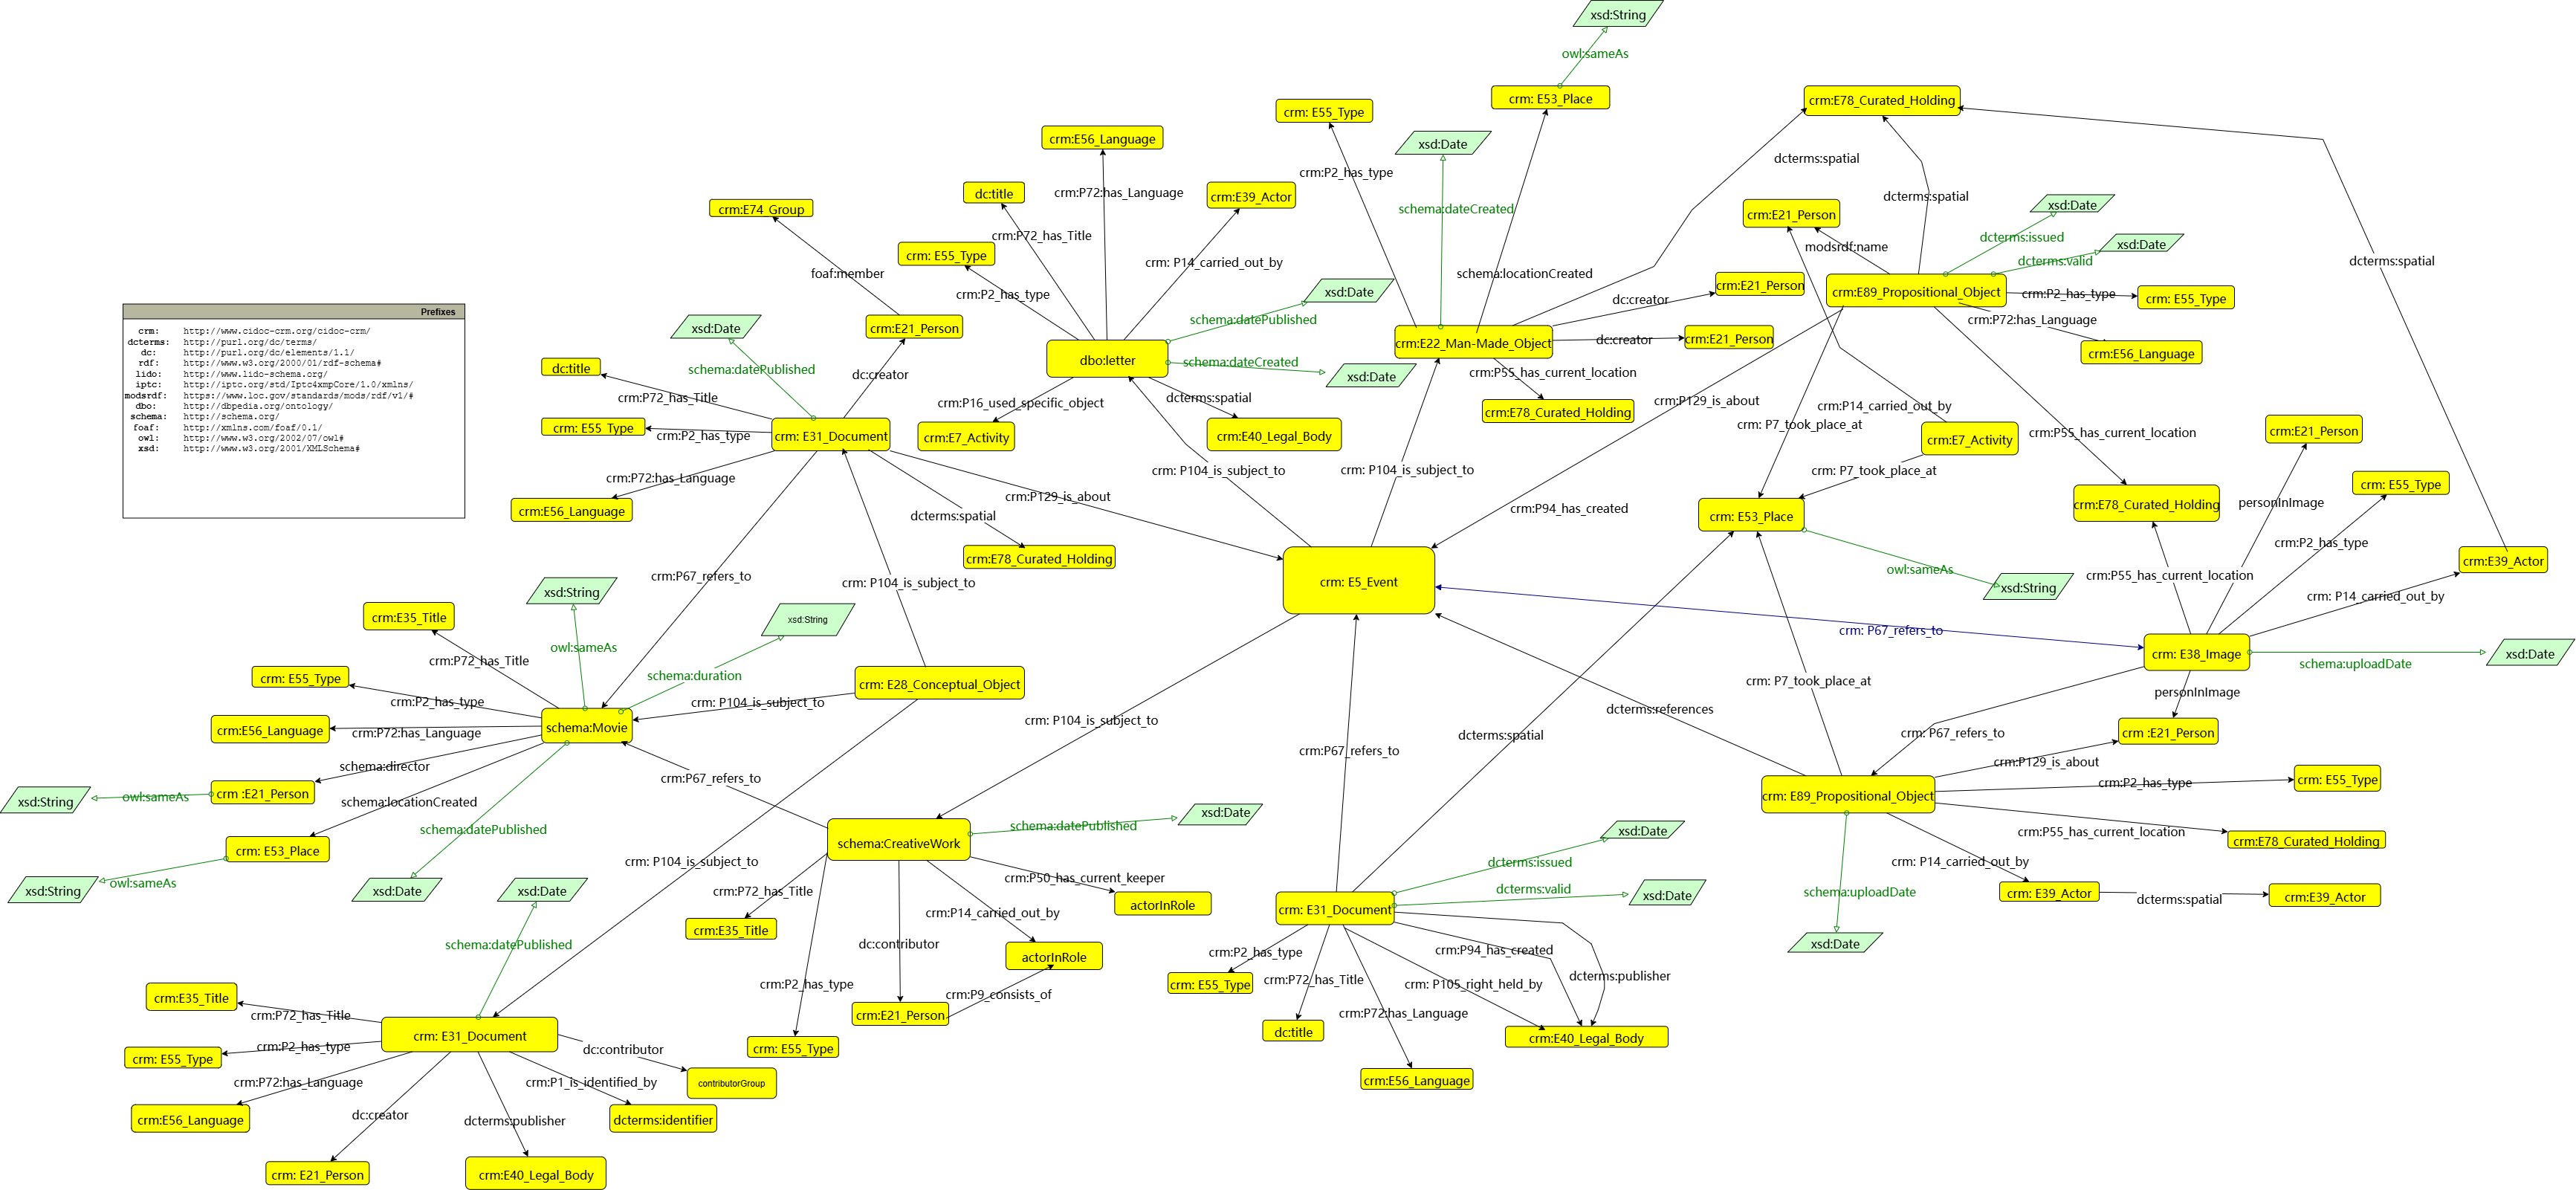 xsd:String
owl:sameAs
crm: E53_Place
crm: E55_Type
crm:E78_Curated_Holding
xsd:Date
crm:E56_Language
dcterms:spatial
crm:P2_has_type
crm:P72:has_Language
dc:title
crm:E39_Actor
dcterms:spatial
xsd:Date
crm:E74_Group
schema:dateCreated
crm:E21_Person
crm:P72_has_Title
dcterms:issued
xsd:Date
modsrdf:name
crm: E55_Type
crm: P14_carried_out_by
dcterms:valid
dcterms:spatial
foaf:member
schema:locationCreated
crm:E21_Person
crm:E89_Propositional_Object
crm:P2_has_type
crm: E55_Type
crm:P2_has_type
xsd:Date
dc:creator
Prefixes
crm: http://www.cidoc-crm.org/cidoc-crm/
dcterms: http://purl.org/dc/terms/
dc: http://purl.org/dc/elements/1.1/
rdf: http://www.w3.org/2000/01/rdf-schema#
lido: http://www.lido-schema.org/
iptc: http://iptc.org/std/Iptc4xmpCore/1.0/xmlns/
modsrdf: https://www.loc.gov/standards/mods/rdf/v1/#
dbo: http://dbpedia.org/ontology/
schema: http://schema.org/
foaf: http://xmlns.com/foaf/0.1/
owl: http://www.w3.org/2002/07/owl#
xsd: http://www.w3.org/2001/XMLSchema#
xsd:Date
crm:E21_Person
schema:datePublished
crm:P72:has_Language
crm:E22_Man-Made_Object
dc:creator
crm:E21_Person
crm:E56_Language
dbo:letter
schema:dateCreated
dc:title
schema:datePublished
dc:creator
xsd:Date
crm:P55_has_current_location
crm:P72_has_Title
crm:P16_used_specific_object
dcterms:spatial
crm:E78_Curated_Holding
crm:P129_is_about
crm:P14_carried_out_by
crm: E55_Type
crm:P2_has_type
crm: E31_Document
crm:E7_Activity
crm:E40_Legal_Body
crm: P7_took_place_at
crm:E7_Activity
crm:P55_has_current_location
crm:E21_Person
crm: P104_is_subject_to
crm: P104_is_subject_to
crm: P7_took_place_at
crm:P72:has_Language
crm:P129_is_about
crm: E55_Type
crm:E56_Language
dcterms:spatial
crm:P94_has_created
crm: E53_Place
crm:E78_Curated_Holding
personInImage
crm:E78_Curated_Holding
crm:P2_has_type
crm:E39_Actor
crm:P67_refers_to
crm: P104_is_subject_to
crm: E5_Event
owl:sameAs
crm:P55_has_current_location
xsd:String
xsd:String
crm: P14_carried_out_by
crm:E35_Title
xsd:String
crm: P67_refers_to
owl:sameAs
crm:P72_has_Title
crm: E38_Image
xsd:Date
schema:uploadDate
crm: E55_Type
schema:duration
crm: E28_Conceptual_Object
crm: P7_took_place_at
personInImage
crm:P2_has_type
crm: P104_is_subject_to
dcterms:references
crm:E56_Language
crm:P72:has_Language
schema:Movie
crm: P104_is_subject_to
dcterms:spatial
crm: P67_refers_to
crm :E21_Person
crm:P67_refers_to
schema:director
crm:P67_refers_to
crm:P129_is_about
crm: E55_Type
xsd:String
owl:sameAs
crm :E21_Person
schema:locationCreated
crm: E89_Propositional_Object
crm:P2_has_type
xsd:Date
schema:datePublished
schema:datePublished
xsd:Date
crm:P55_has_current_location
crm:E78_Curated_Holding
crm: E53_Place
schema:CreativeWork
crm: P104_is_subject_to
dcterms:issued
crm: P14_carried_out_by
xsd:String
owl:sameAs
xsd:Date
xsd:Date
crm:P72_has_Title
crm:P50_has_current_keeper
dcterms:valid
xsd:Date
schema:uploadDate
crm: E39_Actor
dcterms:spatial
crm:E39_Actor
actorInRole
crm: E31_Document
crm:P14_carried_out_by
crm:E35_Title
schema:datePublished
dc:contributor
actorInRole
crm:P2_has_type
crm:P94_has_created
xsd:Date
dcterms:publisher
crm:P2_has_type
crm: E55_Type
crm:P72_has_Title
crm: P105_right_held_by
crm:E35_Title
crm:P9_consists_of
crm:P72_has_Title
crm:E21_Person
crm:P72:has_Language
dc:title
crm: E31_Document
crm:E40_Legal_Body
crm:P2_has_type
crm: E55_Type
dc:contributor
crm: E55_Type
crm:P72:has_Language
crm:P1_is_identified_by
contributorGroup
crm:E56_Language
crm:E56_Language
dc:creator
dcterms:publisher
dcterms:identifier
crm: E21_Person
crm:E40_Legal_Body